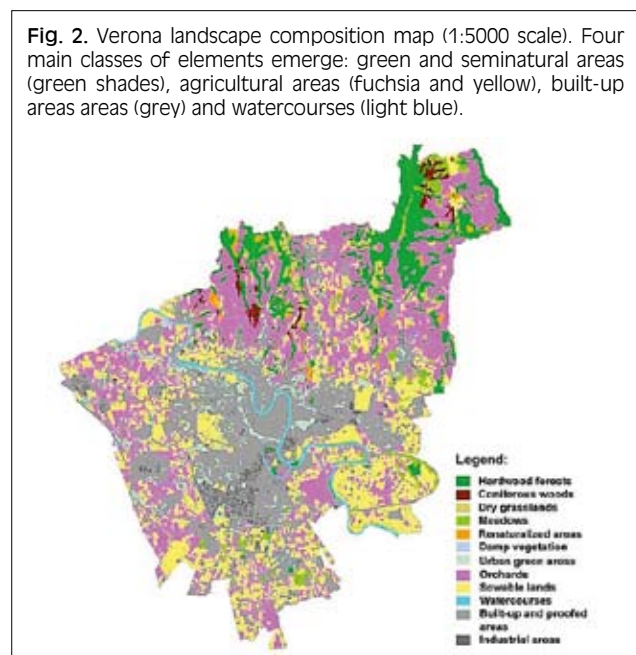 Fig. 2. Verona landscape composition map (1:5000 scale). Four
main classes of elements emerge: green and seminatural areas
(green shades), agricultural areas (fuchsia and yellow), built-up
areas areas (grey) and watercourses (light blue).
Legend:
Hardwood forests
Coniferous woods
Dry grasslands
Meadows
Renaturalized areas
Damp vegetation
Urban green areas
Orchards
Sowable lands
Watercourses
Built-up and proofed
areas
Industrial areas